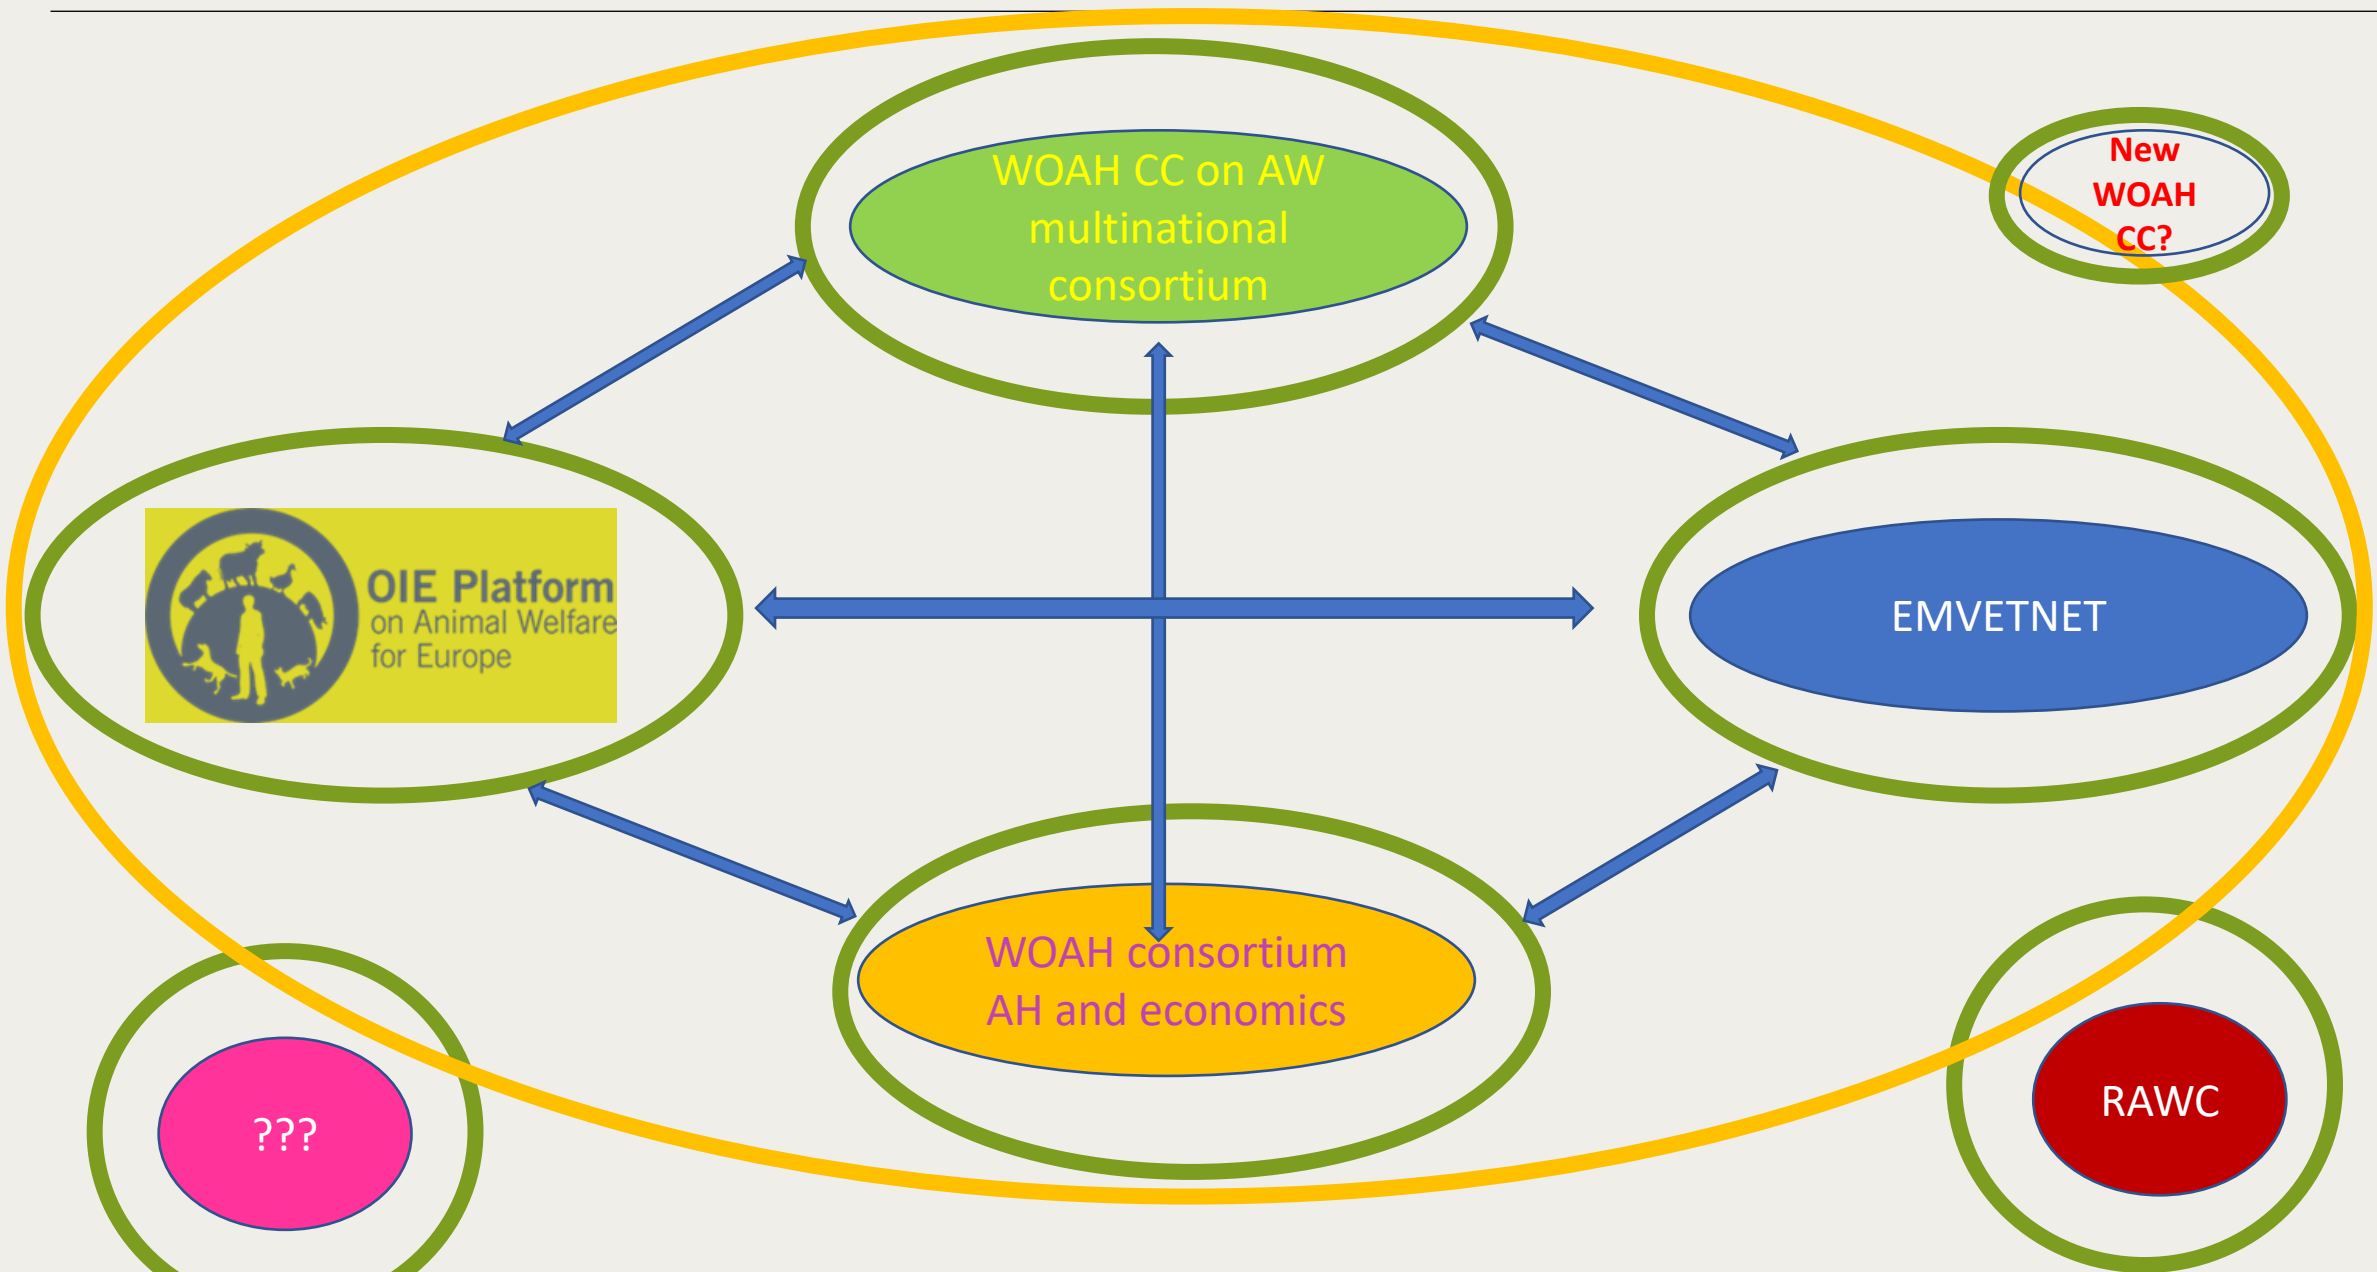 WOAH CC on AW
multinational
consortium
New
WOAH
CC?
OIE Platform
on Animal Welfare
for Europe
EMVETNET
WOAH consortium
AH and economics
???
RAWC